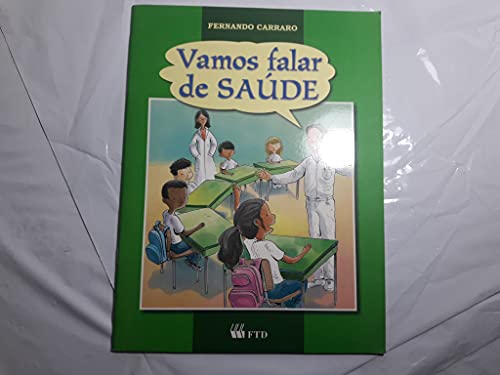 FERNANDO CARRARO
Vamos falar
de SAÚDE
FTD